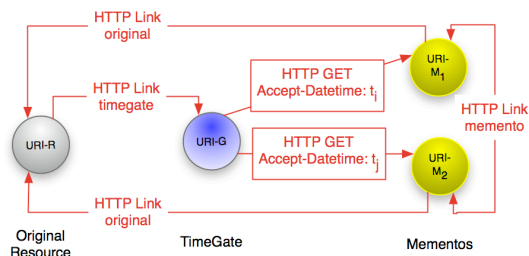 HTTP Link
original
URI-
M1
HTTP GET
Accept-Datetime: ti
HTTP Link
timegate
HTTP Link
memento
URI-R
URI-G
HTTP GET
Accept-Datetime: tj
URI-
M2
HTTP Link
original
Original
Resource
TimeGate
Mementos